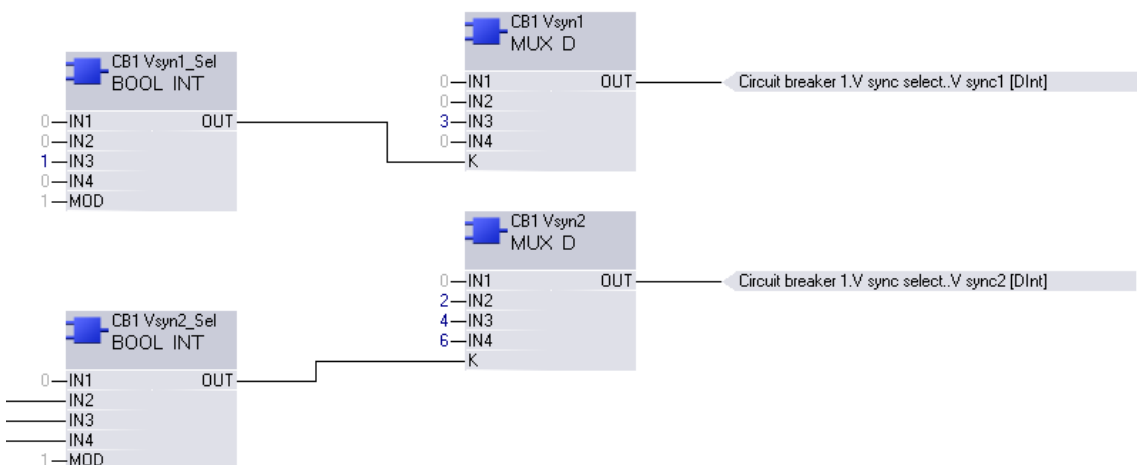 CB1 Vsyn1
MUX D
CB1 Vsyn1_Sel
BOOL INT
0 IN1 OUT
0 IN2
3 IN3
0 IN4
K
Circuit breaker 1.V sync select..V sync1 [DInt]
0 IN1 OUT
0 IN2
1 IN3
0 IN4
1 MOD
CB1 Vsyn2
MUX D
0 IN1 OUT
2 IN2
4 IN3
6 IN4
K
Circuit breaker 1.V sync select..V sync2 [DInt]
CB1 Vsyn2_Sel
BOOL INT
0 IN1 OUT
IN2
IN3
IN4
1 MOD